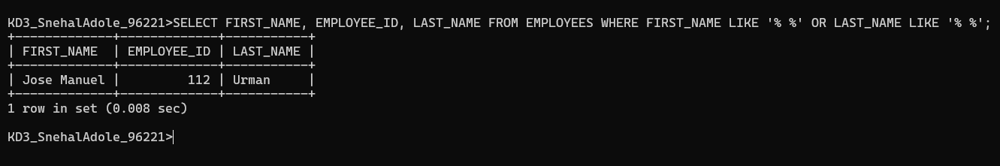 KD3_SnehalAdole_96221>SELECT FIRST_NAME, EMPLOYEE_ID, LAST_NAME FROM EMPLOYEES WHERE FIRST_NAME LIKE '% %' OR LAST_NAME LIKE '% %';
+-------------+-------------+-----------+
| FIRST_NAME  | EMPLOYEE_ID | LAST_NAME |
+-------------+-------------+-----------+
| Jose Manuel |         112 | Urman     |
+-------------+-------------+-----------+
1 row in set (0.008 sec)
KD3_SnehalAdole_96221>